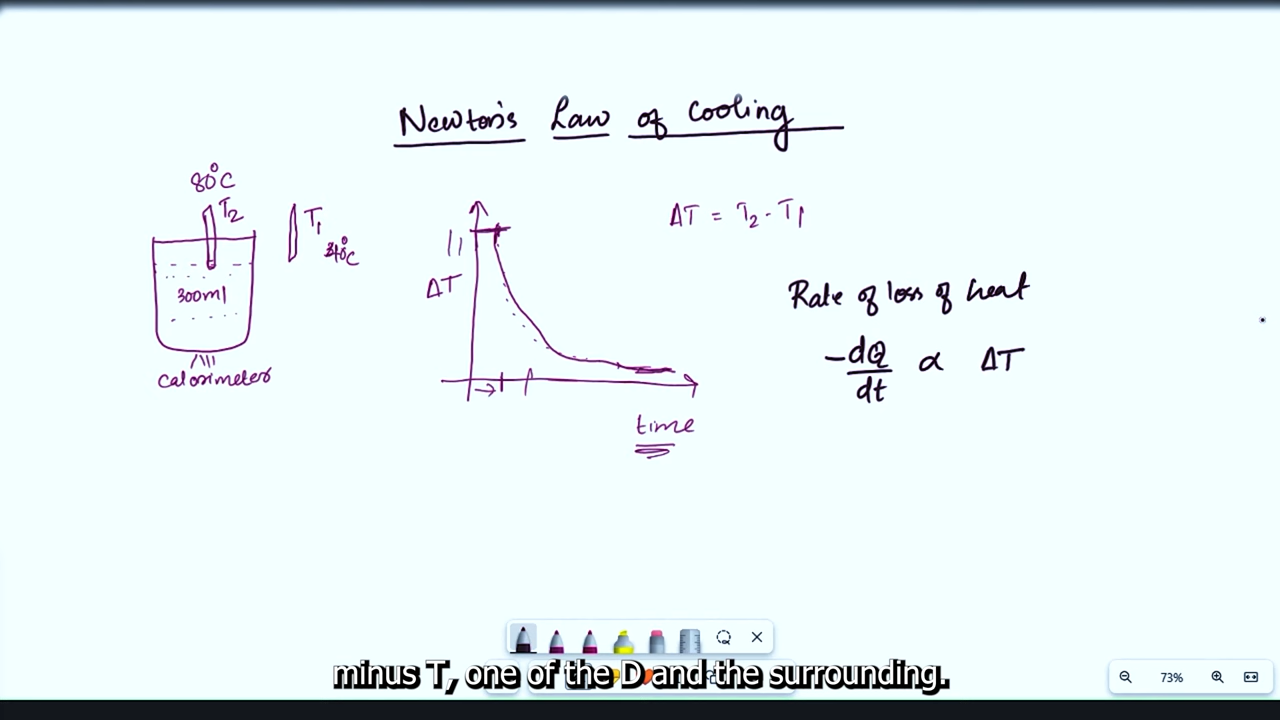 Newton's Law of Cooling
80°C
T2
T1
300ml
Calorimeter
ΔT
time
ΔT = T2 - T1
Rate of loss of heat
-dQ/dt ∝ ΔT
minus T, one of the D and the surrounding.
73%